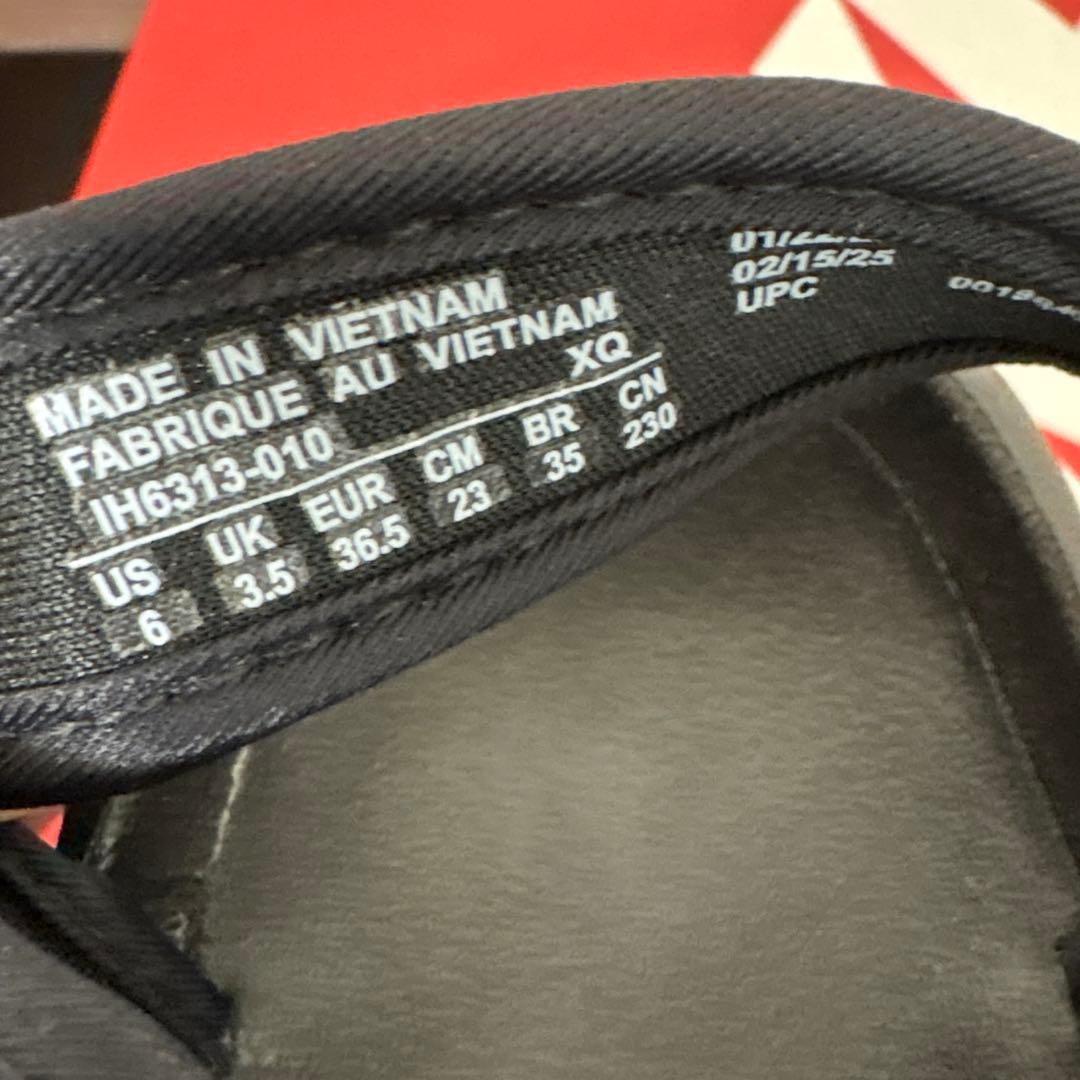 MADE IN VIETNAM
FABRIQUE AU VIETNAM
XQ
IH6313-010
US UK EUR CM BR CN
6 3.5 36.5 23 35 230
02/15/25
UPC